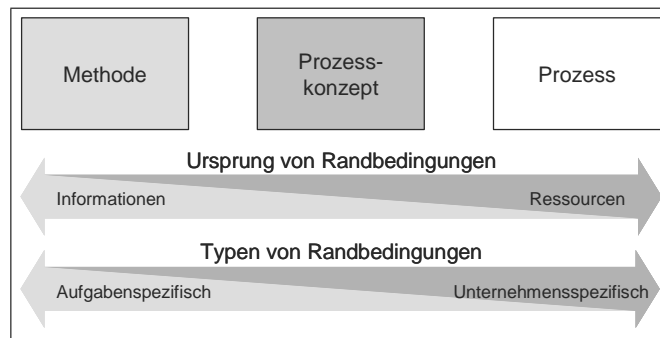 Methode
Prozess-
konzept
Prozess
Ursprung von Randbedingungen
Informationen
Ressourcen
Typen von Randbedingungen
Aufgabenspezifisch
Unternehmensspezifisch